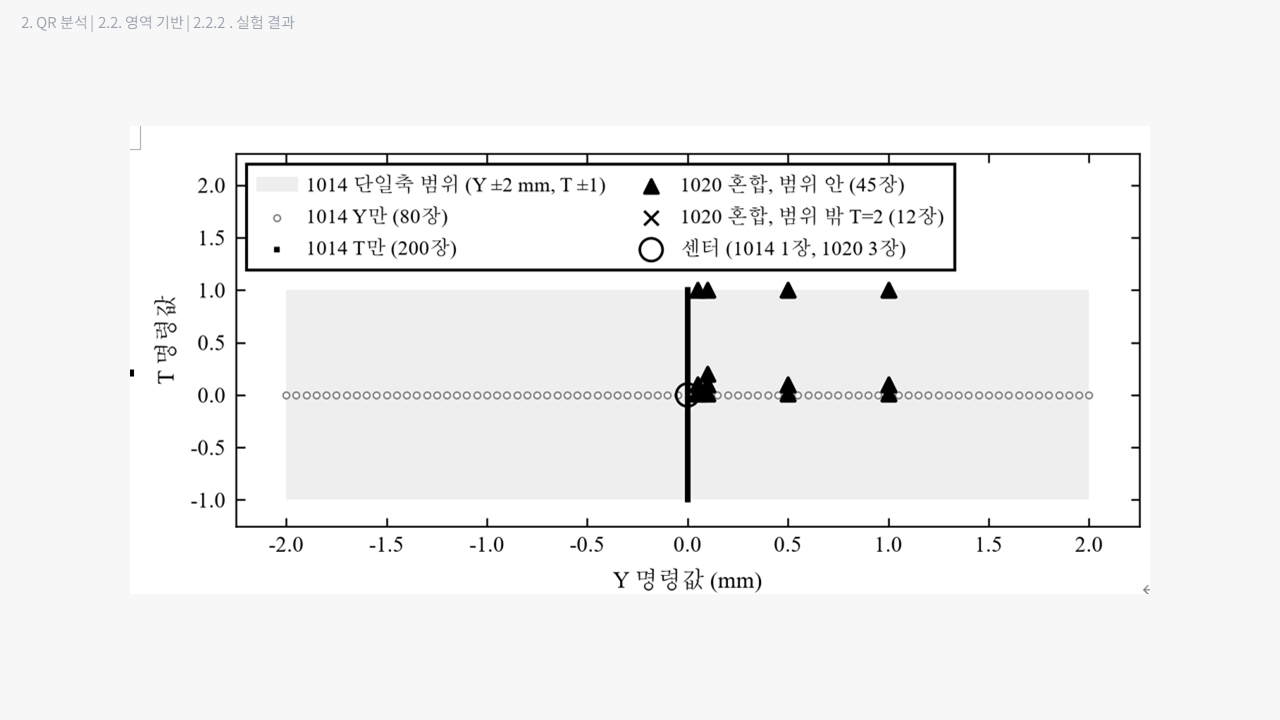 2. QR 분석 | 2.2. 영역 기반 | 2.2.2 . 실험 결과
1014 단일축 범위 (Y ±2 mm, T ±1)
1014 Y만 (80장)
1014 T만 (200장)
1020 혼합, 범위 안 (45장)
1020 혼합, 범위 밖 T=2 (12장)
센터 (1014 1장, 1020 3장)
T 명령값
2.0
1.5
1.0
0.5
0.0
-0.5
-1.0
-2.0 -1.5 -1.0 -0.5 0.0 0.5 1.0 1.5 2.0
Y 명령값 (mm)